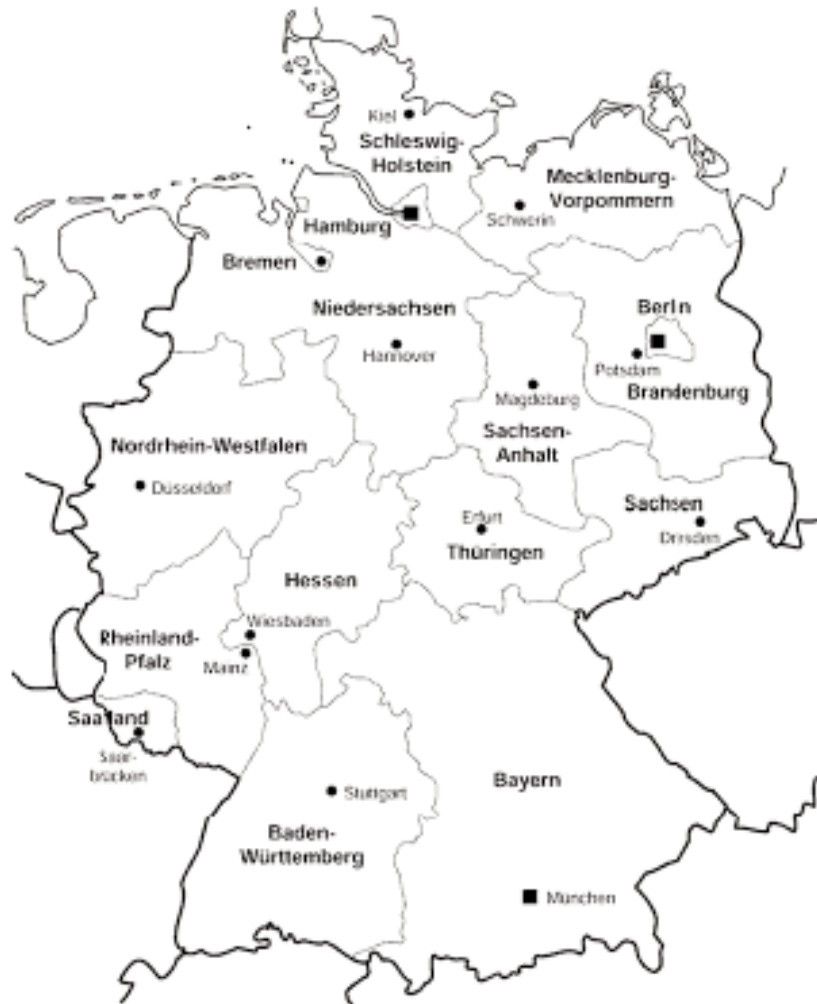 Kiel
Schleswig-
Holstein
Mecklenburg-
Vorpommern
Schwerin
Hamburg
Bremen
Niedersachsen
Hannover
Berlin
Potsdam
Brandenburg
Magdeburg
Sachsen-
Anhalt
Nordrhein-Westfalen
Düsseldorf
Sachsen
Dresden
Erfurt
Thüringen
Hessen
Wiesbaden
Rheinland-
Pfalz
Mainz
Saarland
Saar-
brücken
Stuttgart
Bayern
Baden-
Württemberg
München